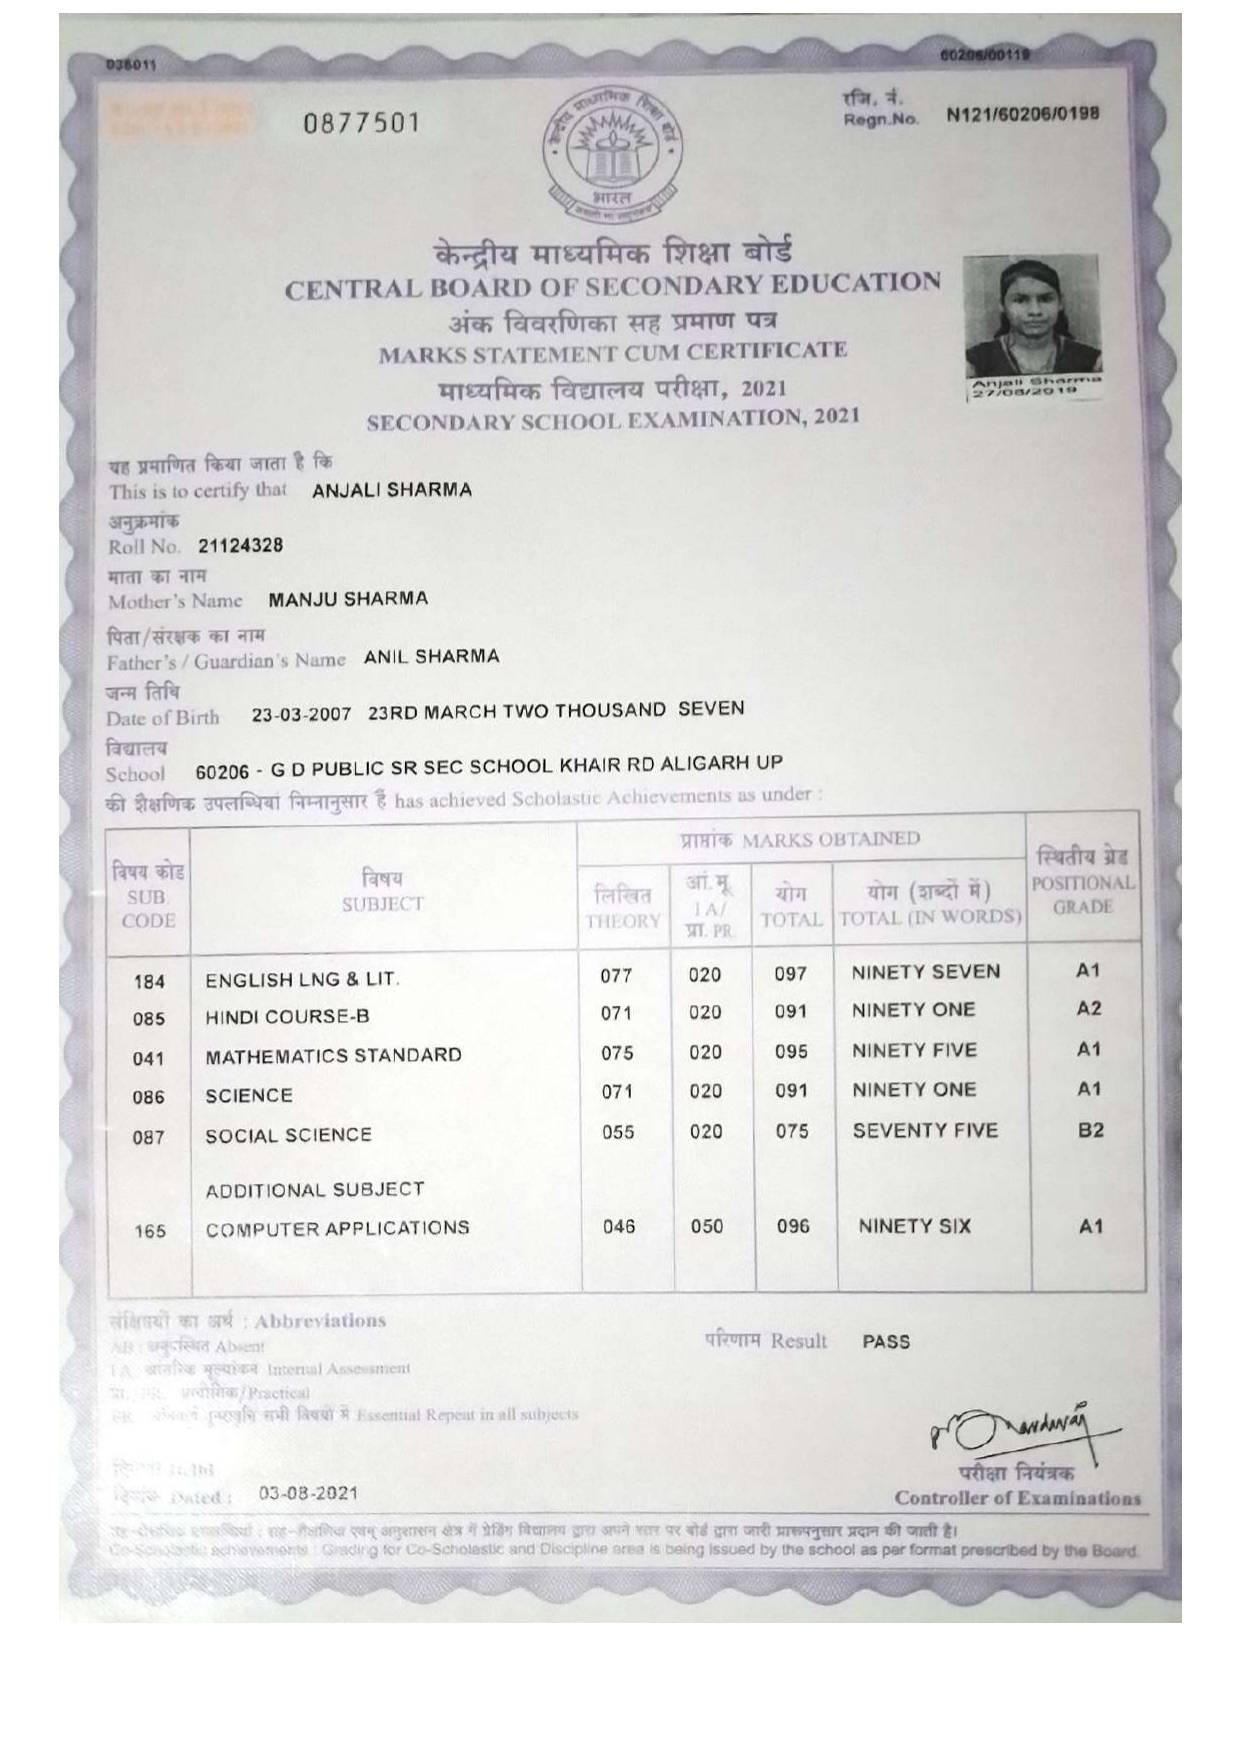 036011
60206/00119
0877501
रजि. नं.
Regn.No. N121/60206/0198
केन्द्रीय माध्यमिक शिक्षा बोर्ड
भारत
केन्द्रीय माध्यमिक शिक्षा बोर्ड
CENTRAL BOARD OF SECONDARY EDUCATION
अंक विवरणिका सह प्रमाण पत्र
MARKS STATEMENT CUM CERTIFICATE
माध्यमिक विद्यालय परीक्षा, 2021
SECONDARY SCHOOL EXAMINATION, 2021
Anjali Sharma
27/08/2019
यह प्रमाणित किया जाता है कि
This is to certify that ANJALI SHARMA
अनुक्रमांक
Roll No. 21124328
माता का नाम
Mother's Name MANJU SHARMA
पिता/संरक्षक का नाम
Father's / Guardian's Name ANIL SHARMA
जन्म तिथि
Date of Birth 23-03-2007 23RD MARCH TWO THOUSAND SEVEN
विद्यालय
School 60206 - G D PUBLIC SR SEC SCHOOL KHAIR RD ALIGARH UP
की शैक्षणिक उपलब्धियां निम्नानुसार हैं has achieved Scholastic Achievements as under :
विषय कोड SUB. CODE
विषय SUBJECT
प्राप्तांक MARKS OBTAINED
लिखित THEORY
आं.मू. I A/ प्रा. PR.
योग TOTAL
योग (शब्दों में) TOTAL (IN WORDS)
स्थितीय ग्रेड POSITIONAL GRADE
184 ENGLISH LNG & LIT. 077 020 097 NINETY SEVEN A1
085 HINDI COURSE-B 071 020 091 NINETY ONE A2
041 MATHEMATICS STANDARD 075 020 095 NINETY FIVE A1
086 SCIENCE 071 020 091 NINETY ONE A1
087 SOCIAL SCIENCE 055 020 075 SEVENTY FIVE B2
ADDITIONAL SUBJECT
165 COMPUTER APPLICATIONS 046 050 096 NINETY SIX A1
संक्षिप्तयों का अर्थ : Abbreviations
AB : अनुपस्थित Absent
I A : आंतरिक मूल्यांकन Internal Assessment
प्रा. PR. प्रयोगिक/Practical
सभी विषयों में Essential Repeat in all subjects
परिणाम Result PASS
परीक्षा नियंत्रक
Controller of Examinations
दिनांक Dated : 03-08-2021
सह-शैक्षणिक उपलब्धियां : सह-शैक्षणिक एवम् अनुशासन क्षेत्र में ग्रेडिंग विद्यालय द्वारा अपने स्तर पर बोर्ड द्वारा जारी प्रारूपनुसार प्रदान की जाती है।
Co-Scholastic achievements : Grading for Co-Scholastic and Discipline area is being issued by the school as per format prescribed by the Board.